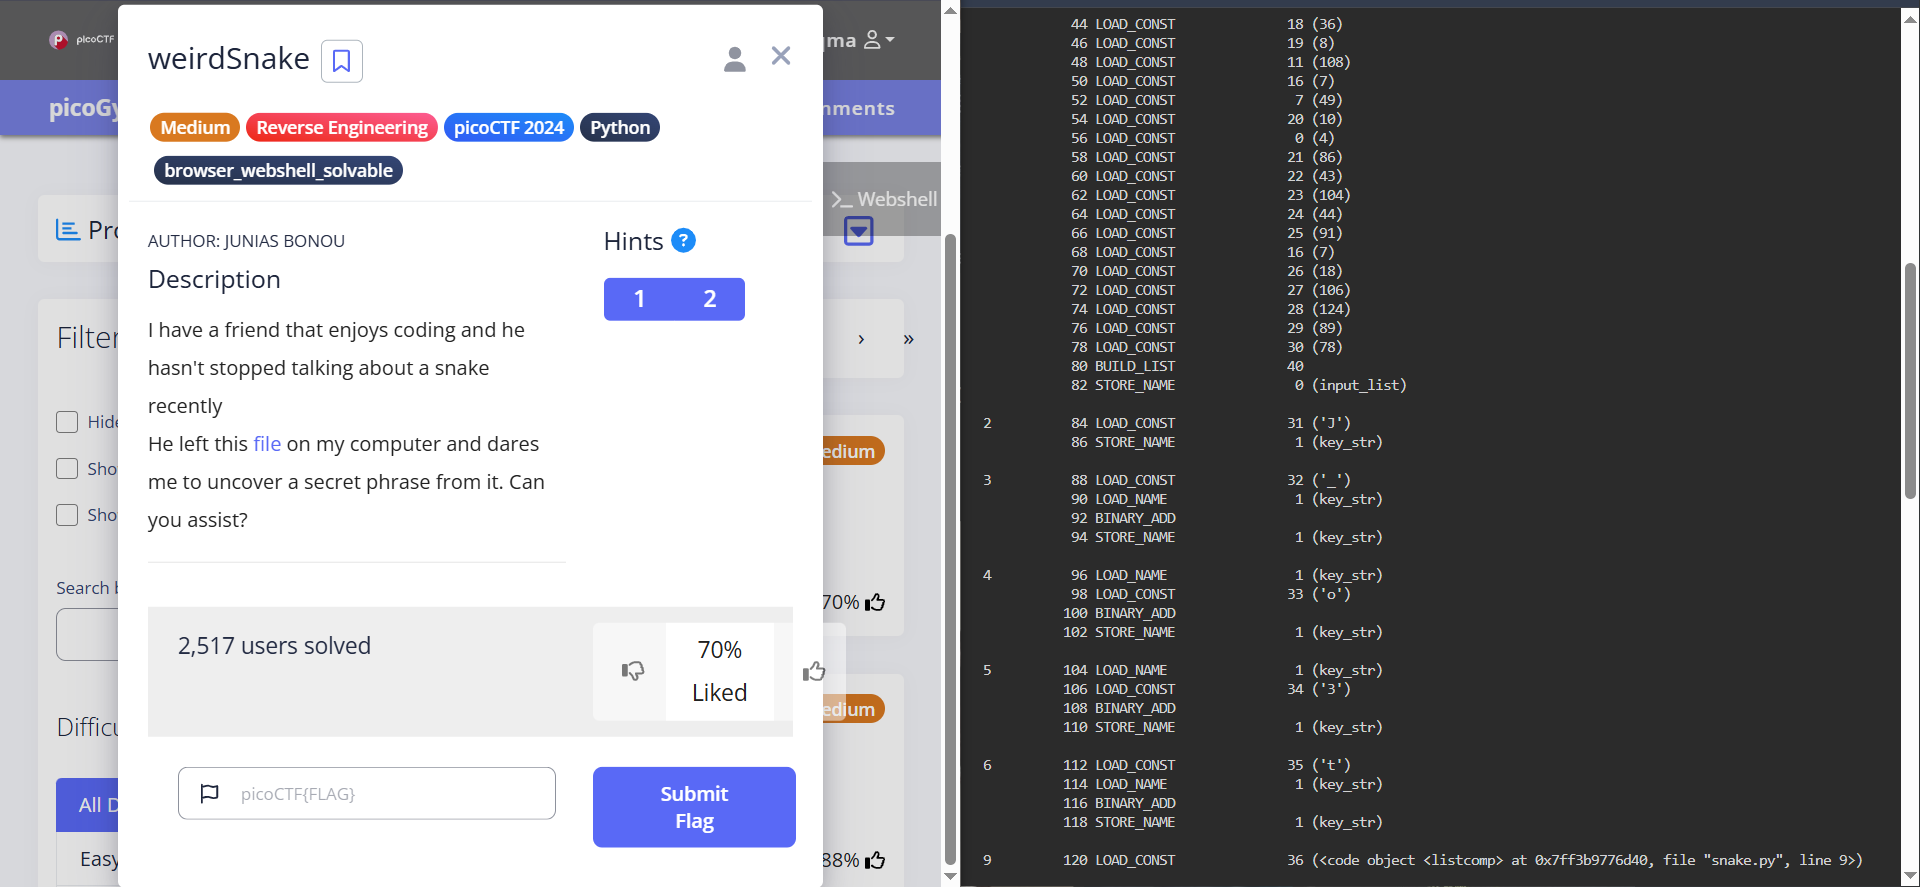 picoCTF
weirdSnake
Medium
Reverse Engineering
picoCTF 2024
Python
browser_webshell_solvable
AUTHOR: JUNIAS BONOU
Description
I have a friend that enjoys coding and he
hasn't stopped talking about a snake
recently
He left this file on my computer and dares
me to uncover a secret phrase from it. Can
you assist?
Hints ?
1 2
2,517 users solved
70%
Liked
picoCTF{FLAG}
Submit
Flag
Webshell
› »
70%
88%
Search
All
Easy
44 LOAD_CONST 18 (36)
46 LOAD_CONST 19 (8)
48 LOAD_CONST 11 (108)
50 LOAD_CONST 16 (7)
52 LOAD_CONST 7 (49)
54 LOAD_CONST 20 (10)
56 LOAD_CONST 0 (4)
58 LOAD_CONST 21 (86)
60 LOAD_CONST 22 (43)
62 LOAD_CONST 23 (104)
64 LOAD_CONST 24 (44)
66 LOAD_CONST 25 (91)
68 LOAD_CONST 16 (7)
70 LOAD_CONST 26 (18)
72 LOAD_CONST 27 (106)
74 LOAD_CONST 28 (124)
76 LOAD_CONST 29 (89)
78 LOAD_CONST 30 (78)
80 BUILD_LIST 40
82 STORE_NAME 0 (input_list)
2 84 LOAD_CONST 31 ('J')
86 STORE_NAME 1 (key_str)
3 88 LOAD_CONST 32 ('_')
90 LOAD_NAME 1 (key_str)
92 BINARY_ADD
94 STORE_NAME 1 (key_str)
4 96 LOAD_NAME 1 (key_str)
98 LOAD_CONST 33 ('o')
100 BINARY_ADD
102 STORE_NAME 1 (key_str)
5 104 LOAD_NAME 1 (key_str)
106 LOAD_CONST 34 ('3')
108 BINARY_ADD
110 STORE_NAME 1 (key_str)
6 112 LOAD_CONST 35 ('t')
114 LOAD_NAME 1 (key_str)
116 BINARY_ADD
118 STORE_NAME 1 (key_str)
9 120 LOAD_CONST 36 (<code object <listcomp> at 0x7ff3b9776d40, file "snake.py", line 9>)